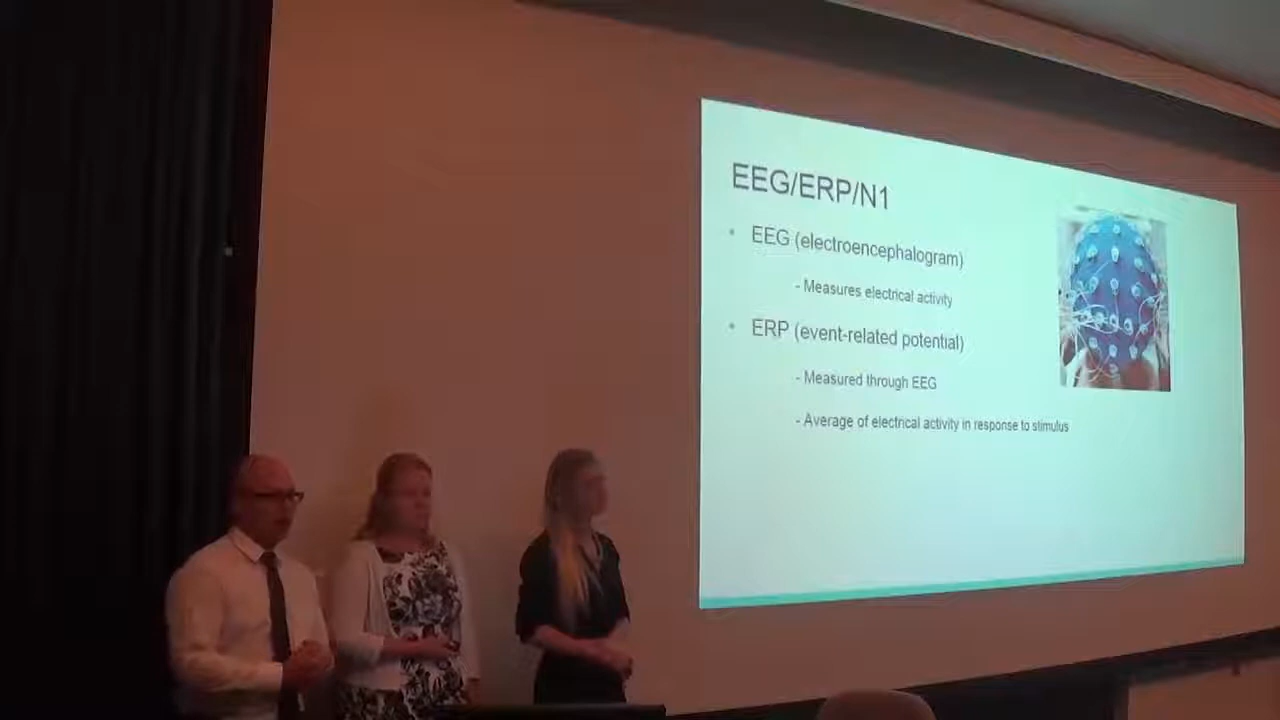 EEG/ERP/N1
• EEG (electroencephalogram)
- Measures electrical activity
• ERP (event-related potential)
- Measured through EEG
- Average of electrical activity in response to stimulus